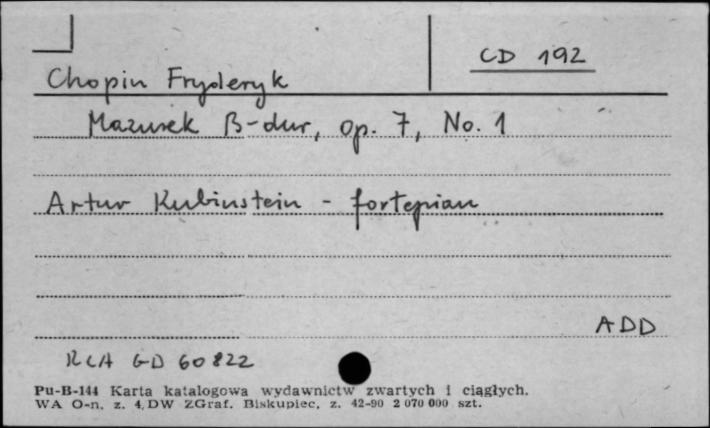 CD 192
Chopin Fryderyk
Mazurek B-dur, op. 7, No. 1
Artur Rubinstein - fortepian
ADD
RCA GD 60822
Pu-B-144 Karta katalogowa wydawnictw zwartych i ciągłych.
WA O-n. z. 4, DW ZGraf. Biskupiec, z. 42-90 2 070 000 szt.